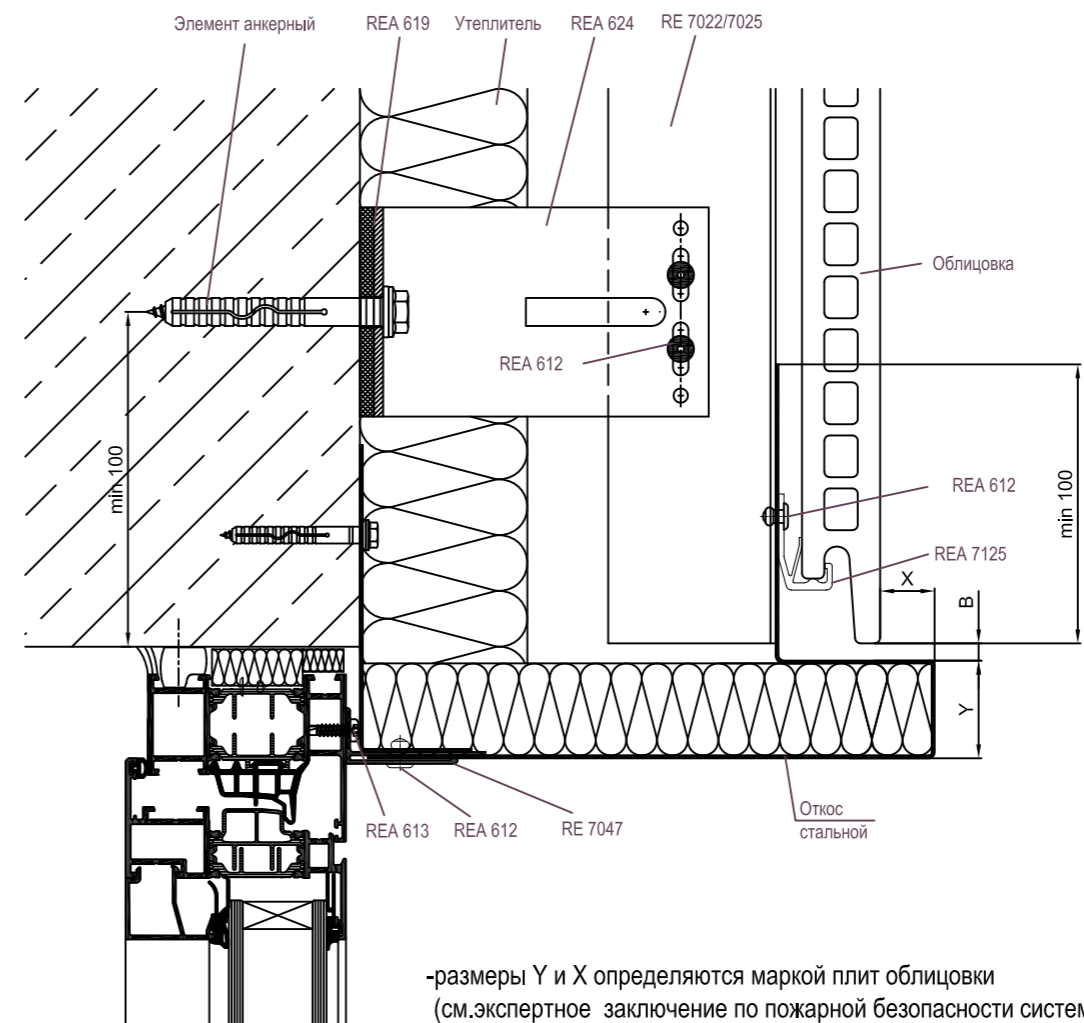 Элемент анкерный
REA 619
Утеплитель
REA 624
RE 7022/7025
Облицовка
REA 612
min 100
min 100
REA 612
REA 7125
X
B
Y
REA 613
REA 612
RE 7047
Откос
стальной
-размеры Y и X определяются маркой плит облицовки
(см.экспертное заключение по пожарной безопасности систем